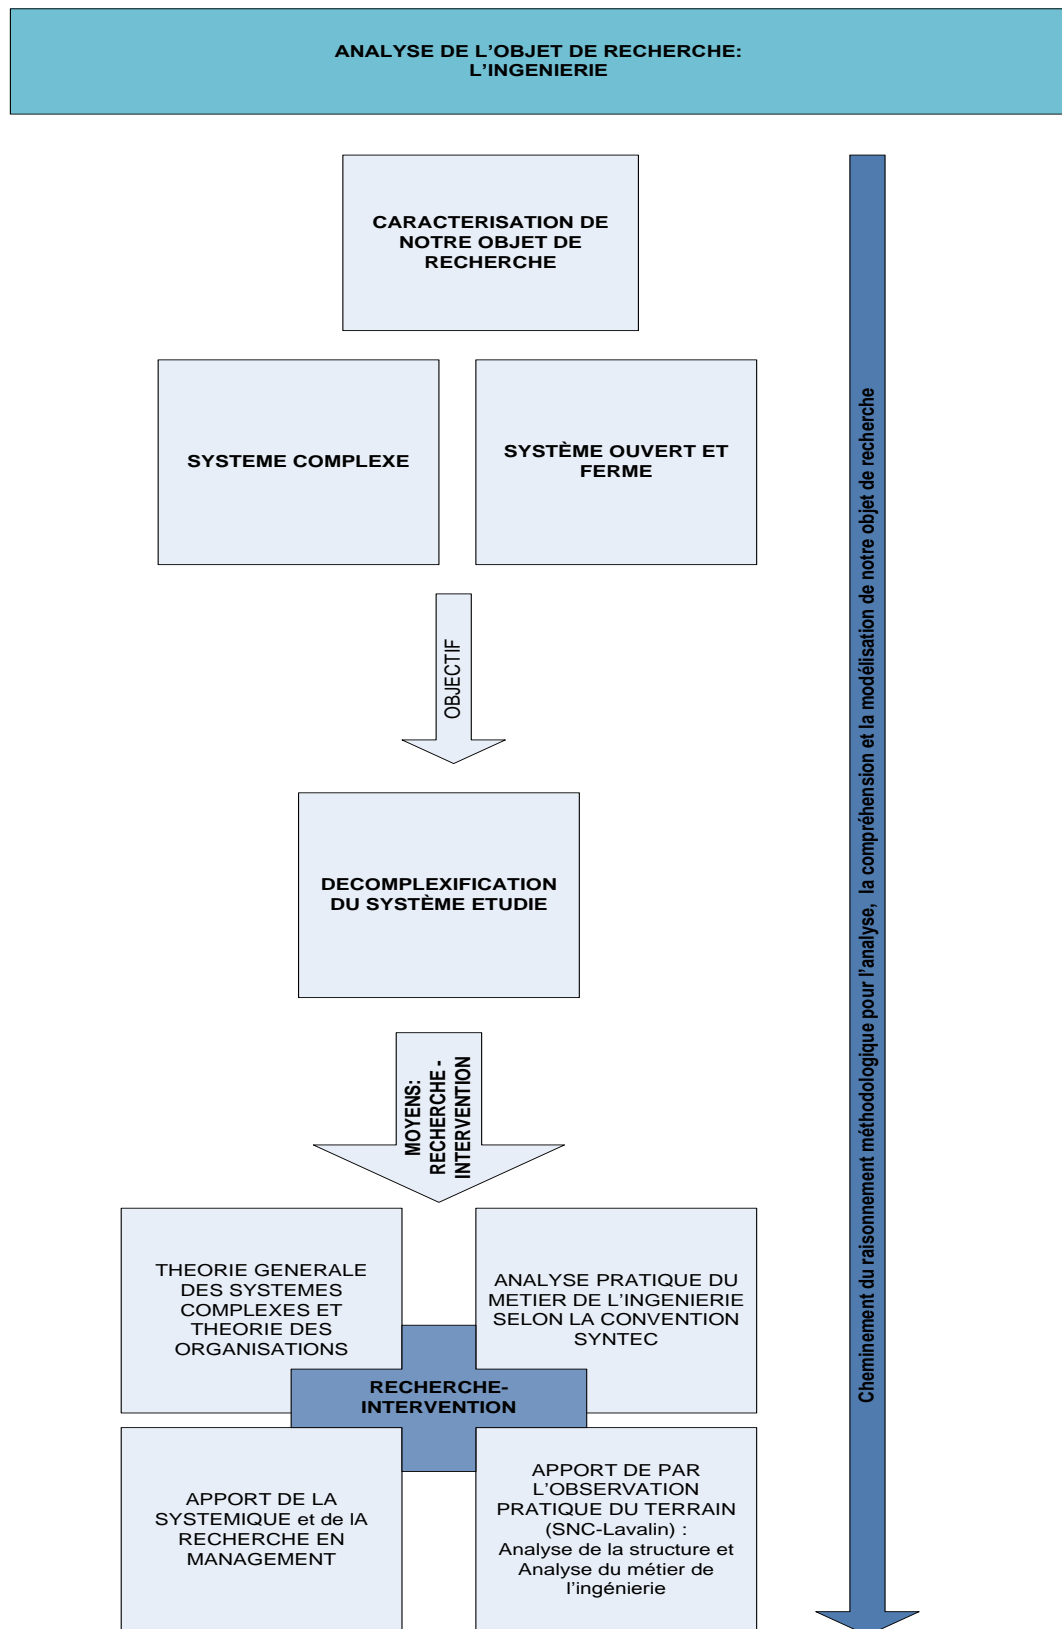 ANALYSE DE L'OBJET DE RECHERCHE:
L'INGENIERIE
CARACTERISATION DE
NOTRE OBJET DE
RECHERCHE
SYSTEME COMPLEXE
SYSTÈME OUVERT ET
FERME
OBJECTIF
DECOMPLEXIFICATION
DU SYSTÈME ETUDIE
MOYENS:
RECHERCHE -
INTERVENTION
THEORIE GENERALE
DES SYSTEMES
COMPLEXES ET
THEORIE DES
ORGANISATIONS
ANALYSE PRATIQUE DU
METIER DE L'INGENIERIE
SELON LA CONVENTION
SYNTEC
RECHERCHE-
INTERVENTION
APPORT DE LA
SYSTEMIQUE et de lA
RECHERCHE EN
MANAGEMENT
APPORT DE PAR
L'OBSERVATION
PRATIQUE DU TERRAIN
(SNC-Lavalin) :
Analyse de la structure et
Analyse du métier de
l'ingénierie
Cheminement du raisonnement méthodologique pour l'analyse, la compréhension et la modélisation de notre objet de recherche